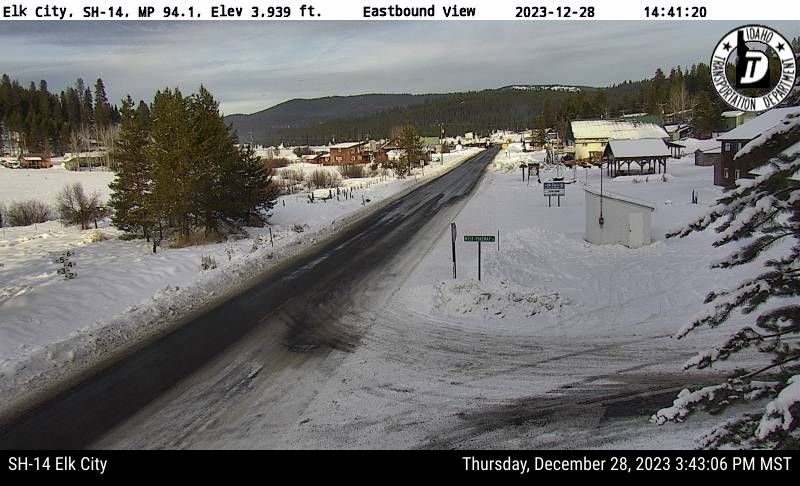 Elk City, SH-14, MP 94.1, Elev 3,939 ft. Eastbound View 2023-12-28 14:41:20
IDAHO
TRANSPORTATION DEPARTMENT
SH-14 Elk City Thursday, December 28, 2023 3:43:06 PM MST